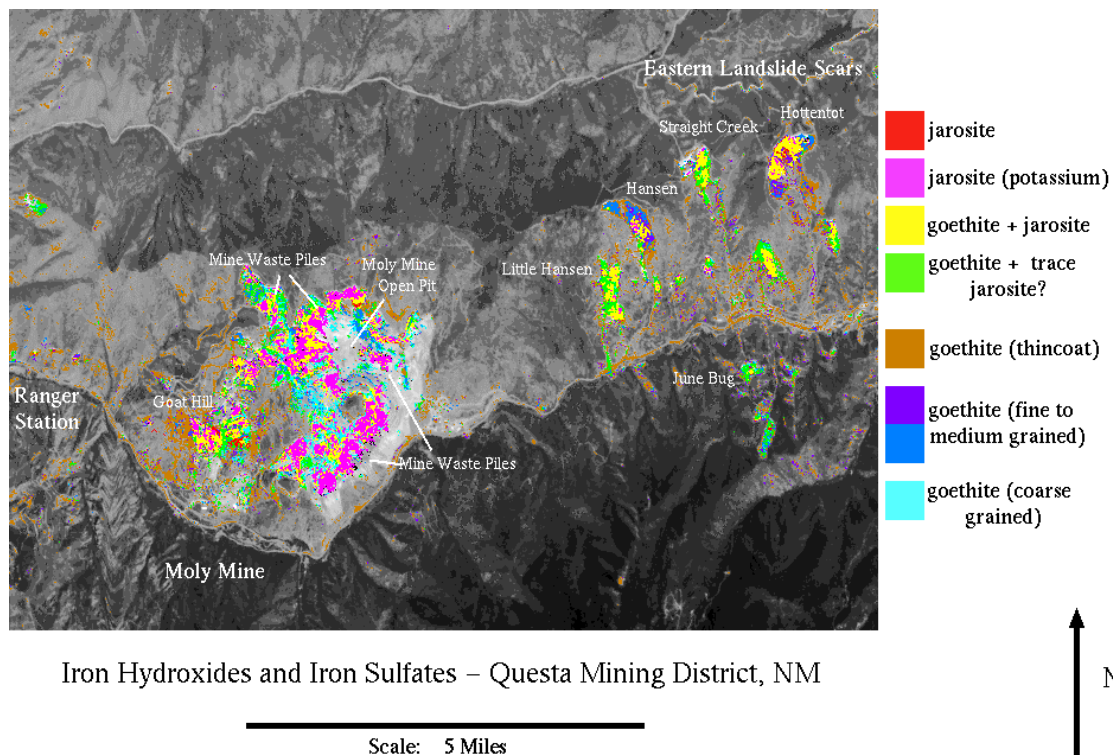 Eastern Landslide Scars
Hottentot
Straight Creek
Hansen
Little Hansen
Mine Waste Piles
Moly Mine
Open Pit
June Bug
Ranger
Station
Goat Hill
Mine Waste Piles
Moly Mine
jarosite
jarosite (potassium)
goethite + jarosite
goethite + trace
jarosite?
goethite (thincoat)
goethite (fine to
medium grained)
goethite (coarse
grained)
Iron Hydroxides and Iron Sulfates – Questa Mining District, NM
Scale: 5 Miles